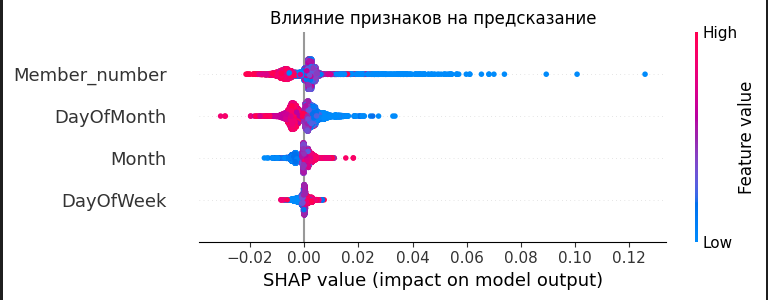 Влияние признаков на предсказание
High
Member_number
DayOfMonth
Month
DayOfWeek
Feature value
Low
−0.02 0.00 0.02 0.04 0.06 0.08 0.10 0.12
SHAP value (impact on model output)